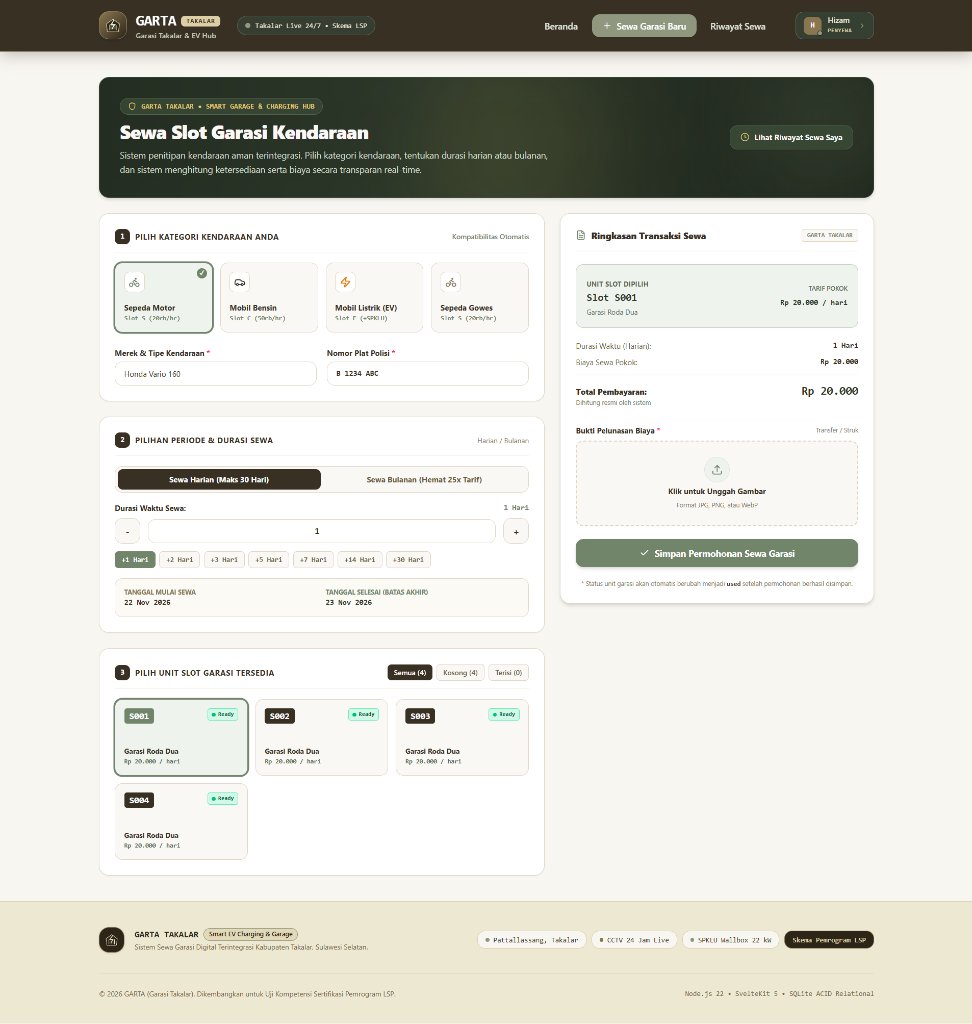 GARTA TAKALAR
Garasi Takalar & EV Hub
Takalar Live 24/7 • Skema LSP
Beranda
+ Sewa Garasi Baru
Riwayat Sewa
H
Hizam
PENYEWA
GARTA TAKALAR • SMART GARAGE & CHARGING HUB
Sewa Slot Garasi Kendaraan
Sistem penitipan kendaraan aman terintegrasi. Pilih kategori kendaraan, tentukan durasi harian atau bulanan,
dan sistem menghitung ketersediaan serta biaya secara transparan real-time.
Lihat Riwayat Sewa Saya
1 PILIH KATEGORI KENDARAAN ANDA
Kompatibilitas Otomatis
Sepeda Motor
Slot S (20rb/hr)
Mobil Bensin
Slot C (50rb/hr)
Mobil Listrik (EV)
Slot E (+SPKLU)
Sepeda Gowes
Slot S (20rb/hr)
Merek & Tipe Kendaraan *
Honda Vario 160
Nomor Plat Polisi *
B 1234 ABC
2 PILIHAN PERIODE & DURASI SEWA
Harian / Bulanan
Sewa Harian (Maks 30 Hari)
Sewa Bulanan (Hemat 25x Tarif)
Durasi Waktu Sewa:
1 Hari
- 1 +
+1 Hari
+2 Hari
+3 Hari
+5 Hari
+7 Hari
+14 Hari
+30 Hari
TANGGAL MULAI SEWA
22 Nov 2026
TANGGAL SELESAI (BATAS AKHIR)
23 Nov 2026
3 PILIH UNIT SLOT GARASI TERSEDIA
Semua (4)
Kosong (4)
Terisi (0)
S001
Ready
Garasi Roda Dua
Rp 20.000 / hari
S002
Ready
Garasi Roda Dua
Rp 20.000 / hari
S003
Ready
Garasi Roda Dua
Rp 20.000 / hari
S004
Ready
Garasi Roda Dua
Rp 20.000 / hari
Ringkasan Transaksi Sewa
GARTA TAKALAR
UNIT SLOT DIPILIH
Slot S001
Garasi Roda Dua
TARIF POKOK
Rp 20.000 / hari
Durasi Waktu (Harian):
1 Hari
Biaya Sewa Pokok:
Rp 20.000
Total Pembayaran:
Dihitung resmi oleh sistem
Rp 20.000
Bukti Pelunasan Biaya *
Transfer / Struk
Klik untuk Unggah Gambar
Format JPG, PNG, atau WebP
Simpan Permohonan Sewa Garasi
* Status unit garasi akan otomatis berubah menjadi used setelah permohonan berhasil disimpan.
GARTA TAKALAR
Smart EV Charging & Garage
Sistem Sewa Garasi Digital Terintegrasi Kabupaten Takalar, Sulawesi Selatan.
Pattallassang, Takalar
CCTV 24 Jam Live
SPKLU Wallbox 22 kW
Skema Pemrogram LSP
© 2026 GARTA (Garasi Takalar). Dikembangkan untuk Uji Kompetensi Sertifikasi Pemrogram LSP.
Node.js 22 • SvelteKit 5 • SQLite ACID Relational